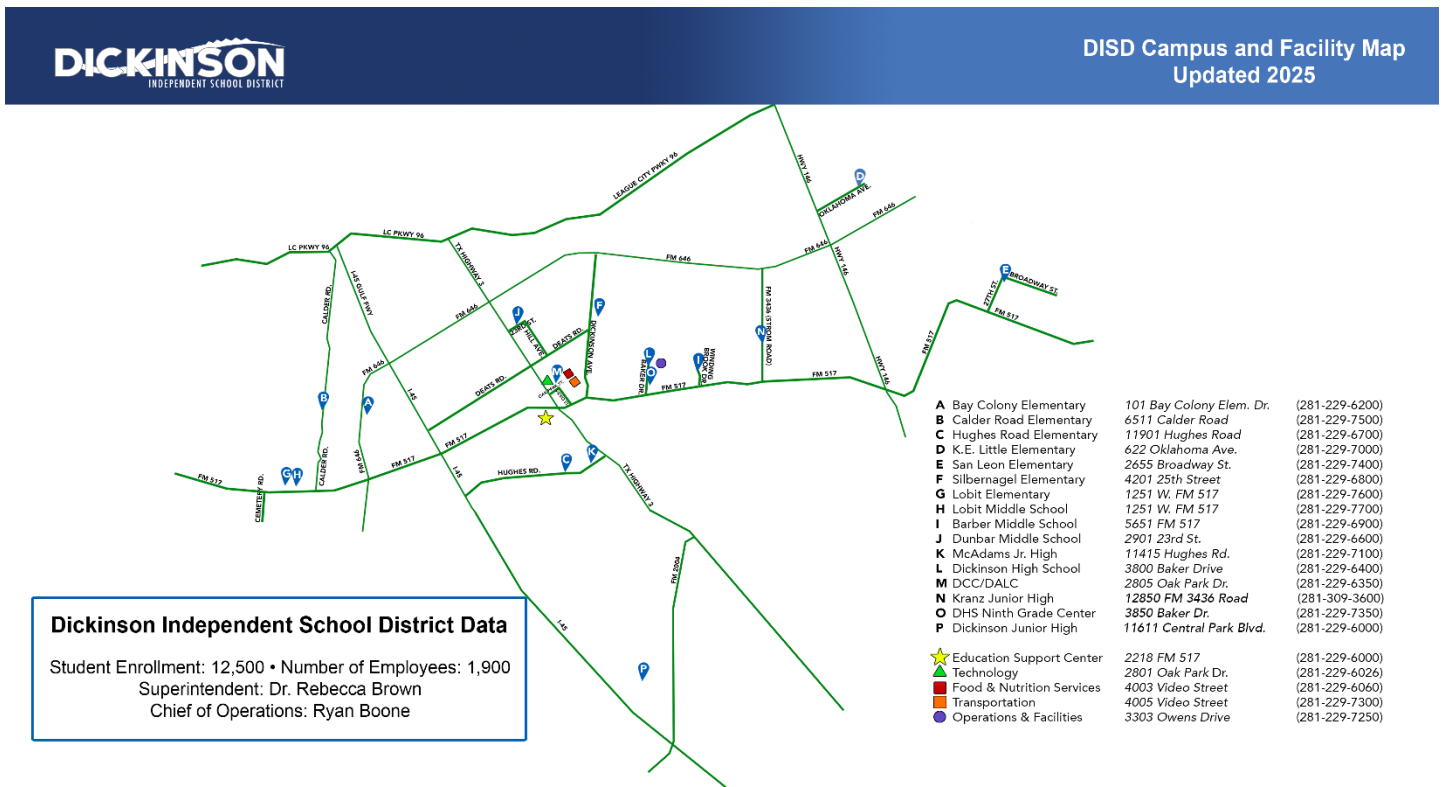 DICKINSON
INDEPENDENT SCHOOL DISTRICT
DISD Campus and Facility Map
Updated 2025
LEAGUE CITY PKWY 96
HWY 146
D
OKLAHOMA AVE.
FM 646
LC PKWY 96
LC PKWY 96
TX HIGHWY 3
FM 646
FM 646
HWY 146
E
BROADWAY ST.
27TH ST.
FM 517
I-45 GULF FWY
CALDER RD.
FM 646
J
23RD ST.
HILL AVE.
DEATS RD.
F
DICKINSON AVE.
FM 3436 (STROM ROAD)
N
L
O
BAKER DR.
I
WINDING BROOK DR.
FM 517
FM 517
FM 517
HWY 146
FM 646
I-45
DEATS RD.
M
B
A
FM 517
FM 517
FM 646
CALDER RD.
G
H
FM 517
CEMETERY RD.
I-45
HUGHES RD.
C
K
TX HIGHWY 3
FM 2004
I-45
P
A Bay Colony Elementary 101 Bay Colony Elem. Dr. (281-229-6200)
B Calder Road Elementary 6511 Calder Road (281-229-7500)
C Hughes Road Elementary 11901 Hughes Road (281-229-6700)
D K.E. Little Elementary 622 Oklahoma Ave. (281-229-7000)
E San Leon Elementary 2655 Broadway St. (281-229-7400)
F Silbernagel Elementary 4201 25th Street (281-229-6800)
G Lobit Elementary 1251 W. FM 517 (281-229-7600)
H Lobit Middle School 1251 W. FM 517 (281-229-7700)
I Barber Middle School 5651 FM 517 (281-229-6900)
J Dunbar Middle School 2901 23rd St. (281-229-6600)
K McAdams Jr. High 11415 Hughes Rd. (281-229-7100)
L Dickinson High School 3800 Baker Drive (281-229-6400)
M DCC/DALC 2805 Oak Park Dr. (281-229-6350)
N Kranz Junior High 12850 FM 3436 Road (281-309-3600)
O DHS Ninth Grade Center 3850 Baker Dr. (281-229-7350)
P Dickinson Junior High 11611 Central Park Blvd. (281-229-6000)
Education Support Center 2218 FM 517 (281-229-6000)
Technology 2801 Oak Park Dr. (281-229-6026)
Food & Nutrition Services 4003 Video Street (281-229-6060)
Transportation 4005 Video Street (281-229-7300)
Operations & Facilities 3303 Owens Drive (281-229-7250)
Dickinson Independent School District Data
Student Enrollment: 12,500 • Number of Employees: 1,900
Superintendent: Dr. Rebecca Brown
Chief of Operations: Ryan Boone